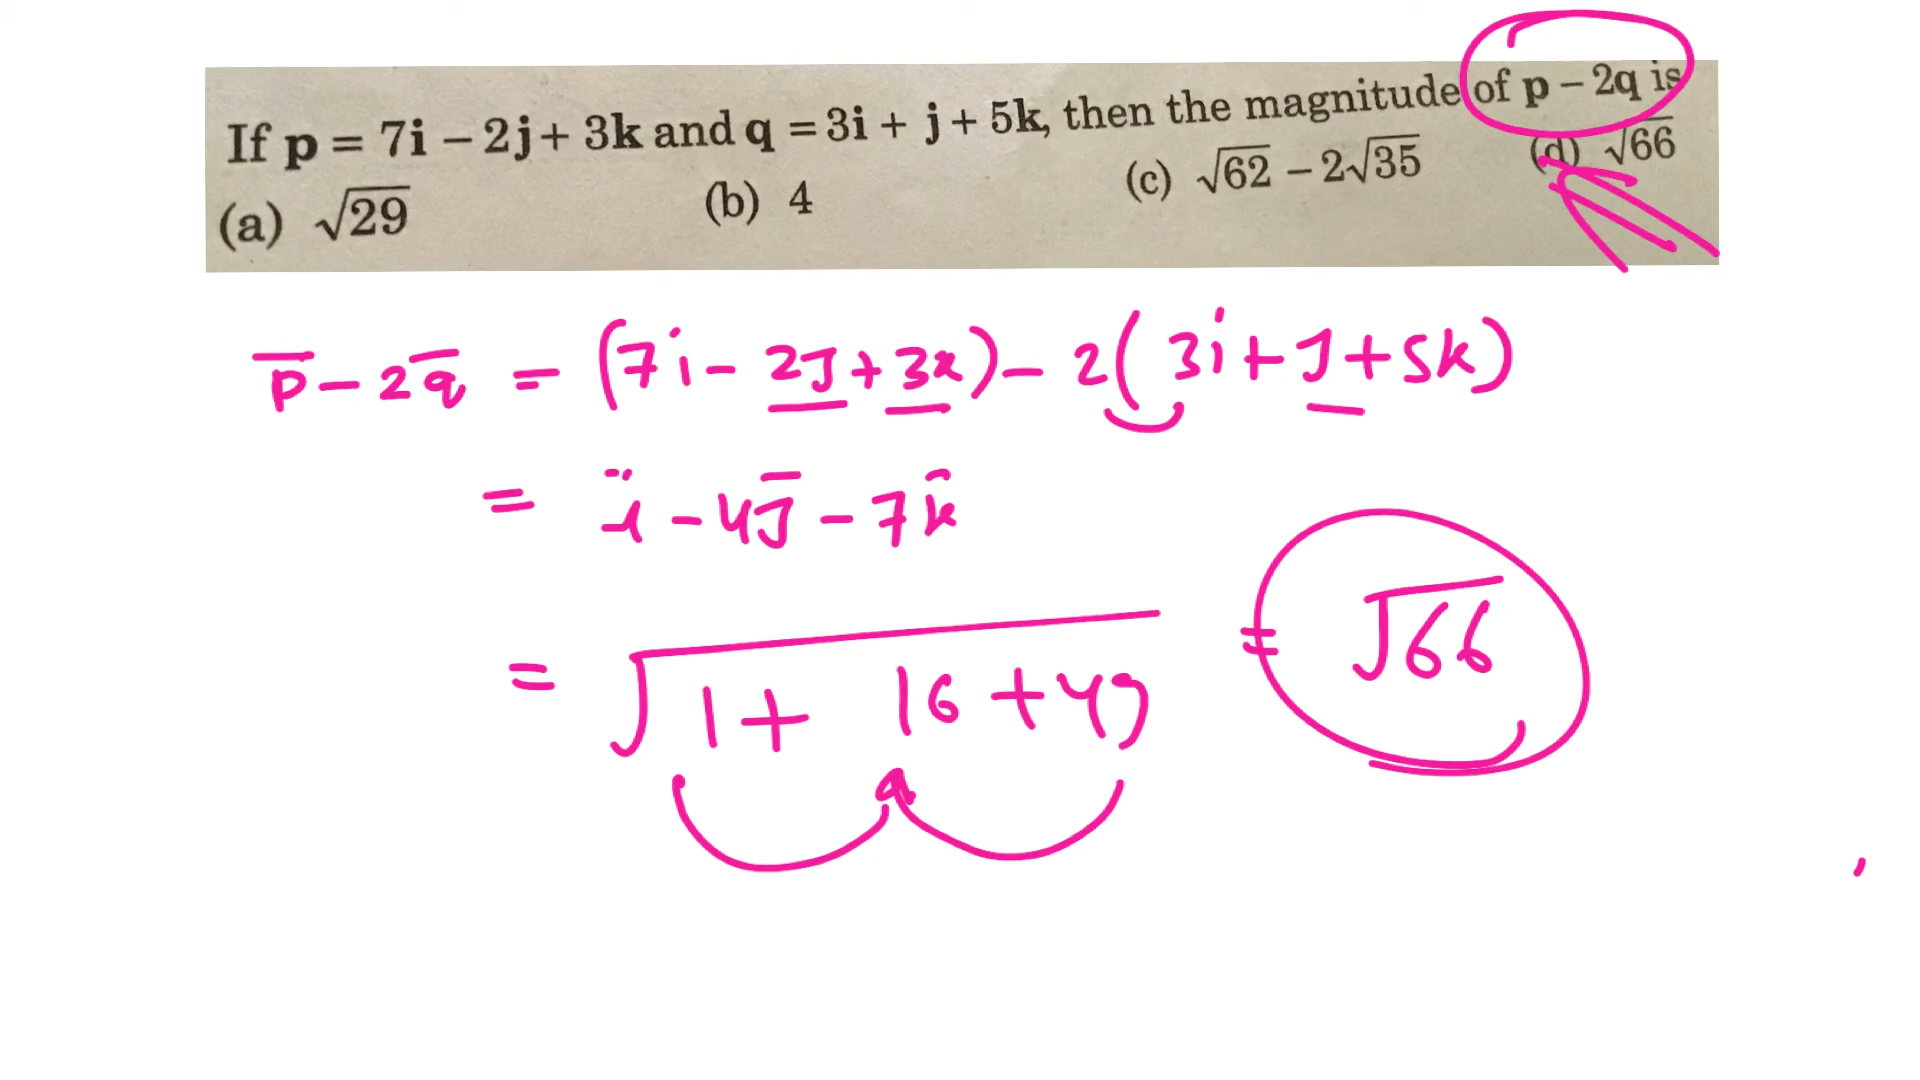 If p = 7i − 2j + 3k and q = 3i + j + 5k, then the magnitude of p − 2q is
(a) √29 (b) 4 (c) √62 − 2√35 (d) √66
p̅ − 2q̅ = (7i − 2J + 3k) − 2(3i + J + 5k)
= i − 4J̅ − 7k̅
= √1 + 16 + 49 = √66